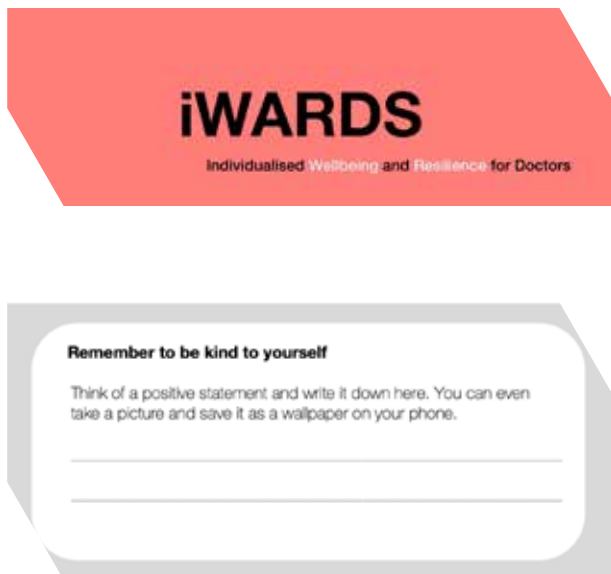 iWARDS
Individualised Wellbeing and Resilience for Doctors
Remember to be kind to yourself
Think of a positive statement and write it down here. You can even
take a picture and save it as a wallpaper on your phone.